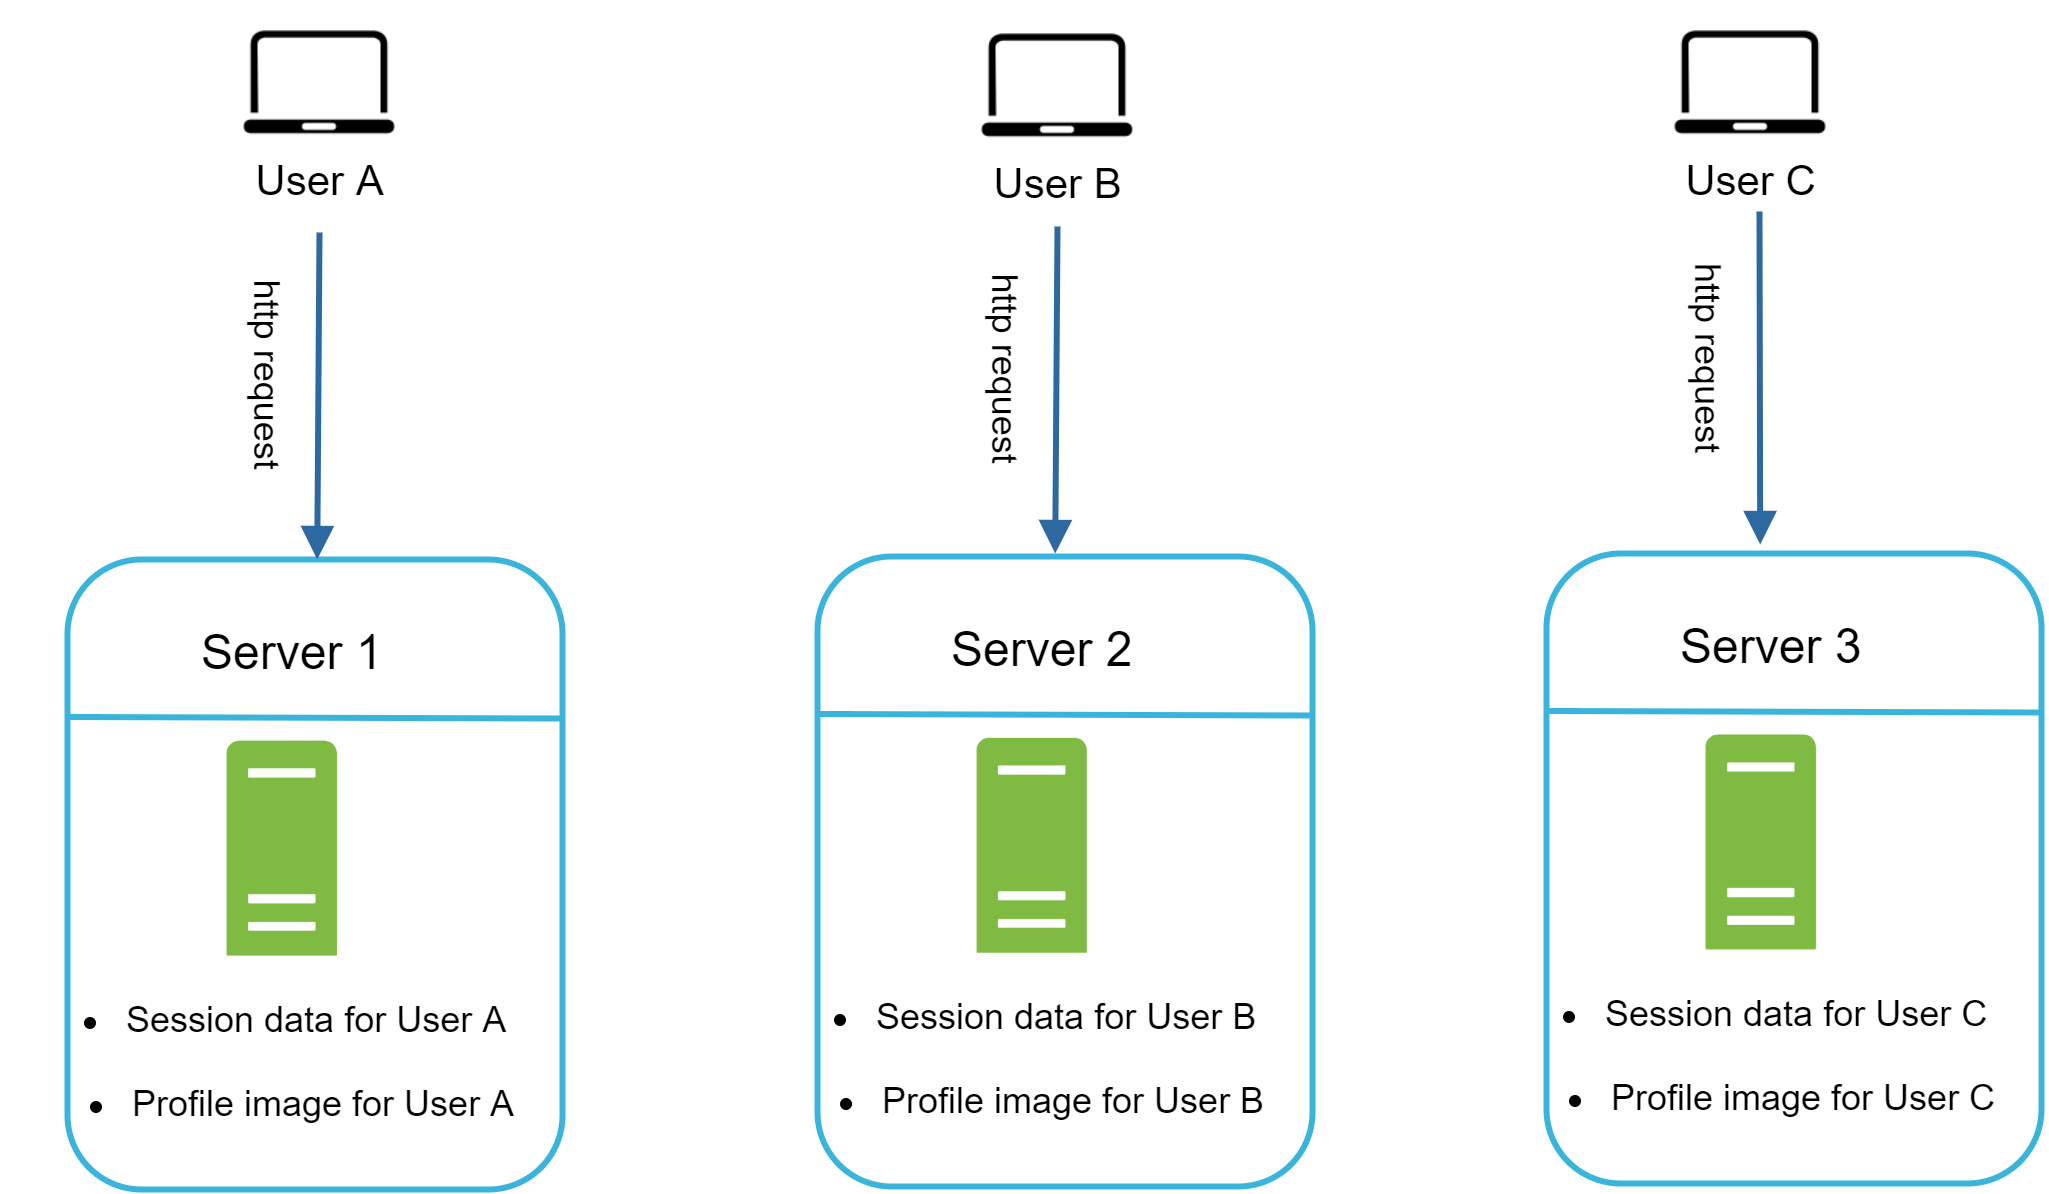 User A
User B
User C
http request
http request
http request
Server 1
Server 2
Server 3
• Session data for User A
• Profile image for User A
• Session data for User B
• Profile image for User B
• Session data for User C
• Profile image for User C